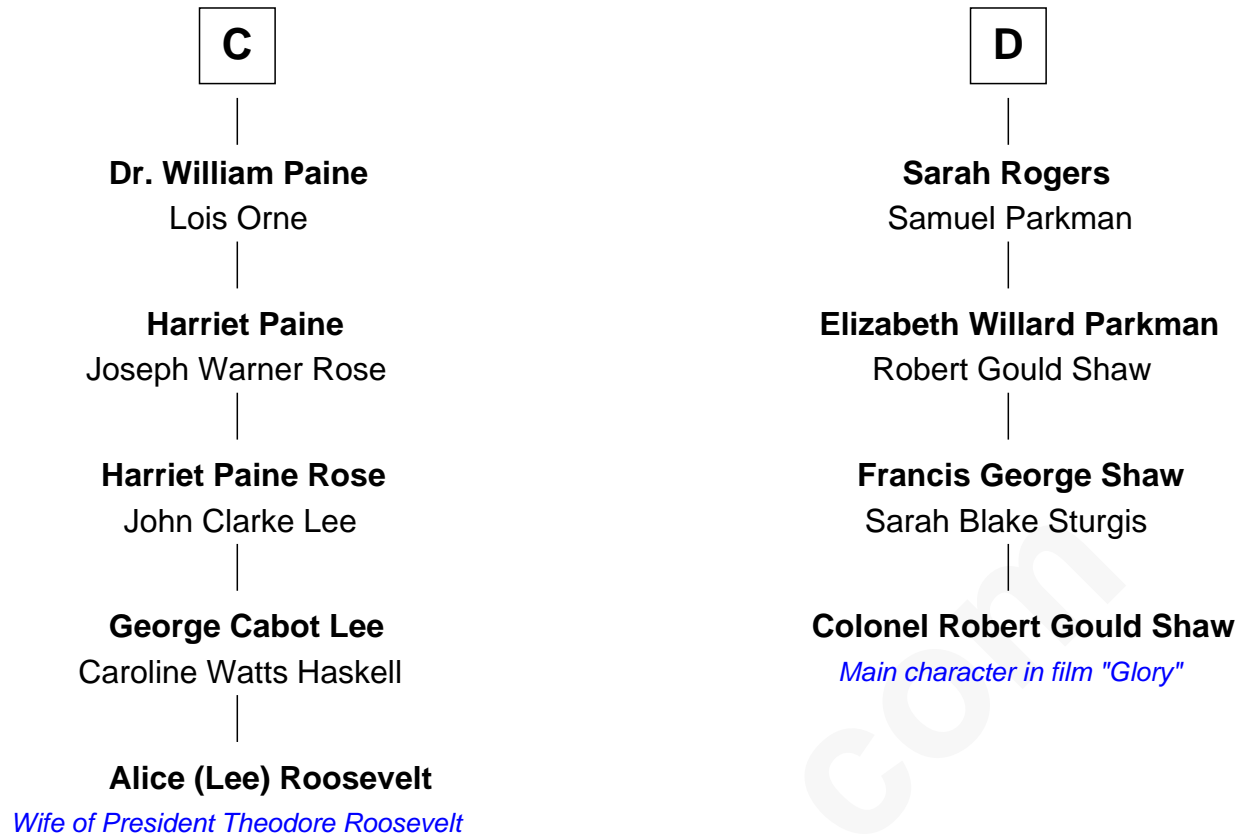 C
Dr. William Paine
Lois Orne
Harriet Paine
Joseph Warner Rose
Harriet Paine Rose
John Clarke Lee
George Cabot Lee
Caroline Watts Haskell
Alice (Lee) Roosevelt
Wife of President Theodore Roosevelt
D
Sarah Rogers
Samuel Parkman
Elizabeth Willard Parkman
Robert Gould Shaw
Francis George Shaw
Sarah Blake Sturgis
Colonel Robert Gould Shaw
Main character in film "Glory"
com